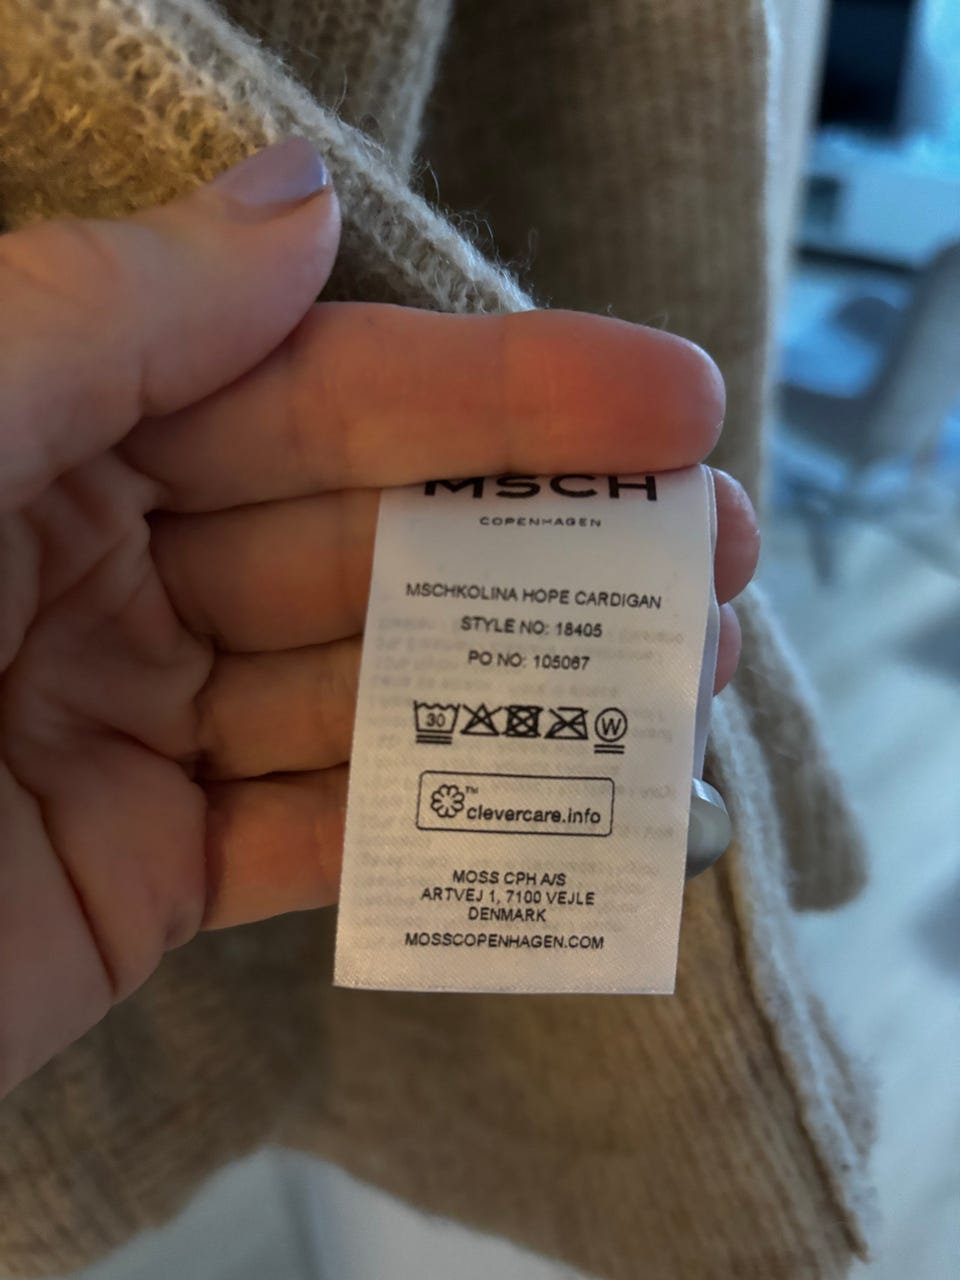 MSCH
COPENHAGEN
MSCHKOLINA HOPE CARDIGAN
STYLE NO: 18405
PO NO: 105067
30 W
™
clevercare.info
MOSS CPH A/S
ARTVEJ 1, 7100 VEJLE
DENMARK
MOSSCOPENHAGEN.COM